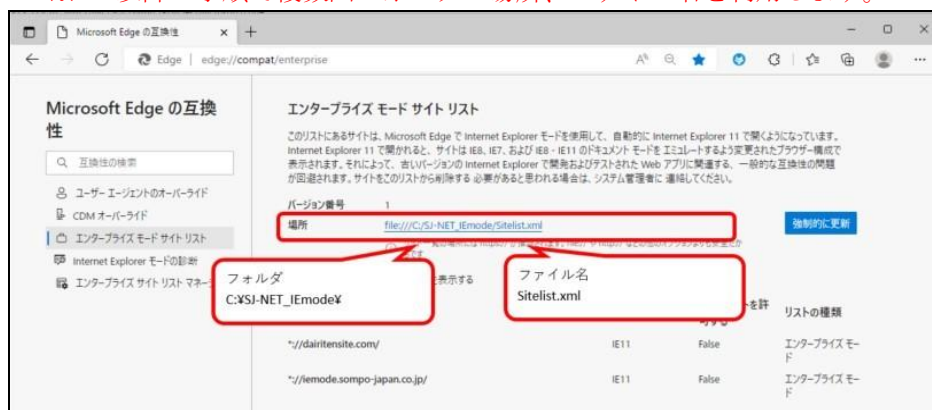 Microsoft Edge の互換性
Edge
edge://compat/enterprise
Microsoft Edge の互換
性
互換性の検索
ユーザー エージェントのオーバーライド
CDM オーバーライド
エンタープライズ モード サイト リスト
Internet Explorer モードの診断
エンタープライズ サイト リスト マネー
エンタープライズ モード サイト リスト
このリストにあるサイトは、Microsoft Edge で Internet Explorer モードを使用して、自動的に Internet Explorer 11 で開くようになっています。
Internet Explorer 11 で開かれると、サイトは IE8、IE7、および IE8 - IE11 のドキュメント モードを エミュレートするよう変更されたブラウザー構成で
表示されます。それによって、古いバージョンの Internet Explorer で開発およびテストされた Web アプリに関連する、一般的な互換性の問題
が回避されます。サイトをこのリストから削除する 必要があると思われる場合は、システム管理者に 連絡してください。
バージョン番号 1
場所 file:///C:/SJ-NET_IEmode/Sitelist.xml
強制的に更新
フォルダ
C:¥SJ-NET_IEmode¥
ファイル名
Sitelist.xml
を表示する
を許
リストの種類
*://dairitensite.com/ IE11 False エンタープライズ モー
ド
*://iemode.sompo-japan.co.jp/ IE11 False エンタープライズ モー
ド